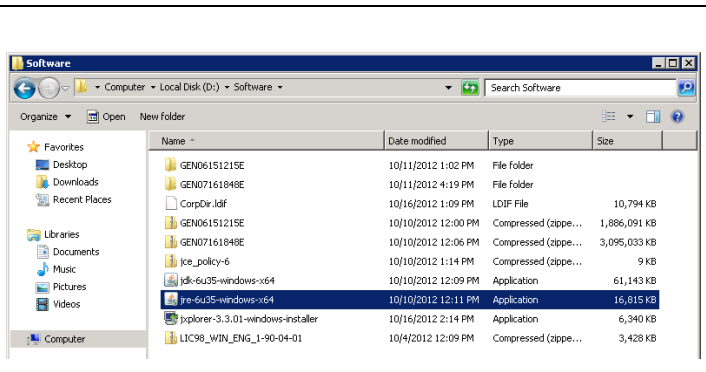 Software
Computer Local Disk (D:) Software Search Software
Organize Open New folder
Favorites
Desktop
Downloads
Recent Places
Libraries
Documents
Music
Pictures
Videos
Computer
Name Date modified Type Size
GEN06151215E 10/11/2012 1:02 PM File folder
GEN07161848E 10/11/2012 4:19 PM File folder
CorpDir.ldif 10/16/2012 1:09 PM LDIF File 10,794 KB
GEN06151215E 10/10/2012 12:00 PM Compressed (zippe... 1,886,091 KB
GEN07161848E 10/10/2012 12:06 PM Compressed (zippe... 3,095,033 KB
jce_policy-6 10/10/2012 1:14 PM Compressed (zippe... 9 KB
jdk-6u35-windows-x64 10/10/2012 12:09 PM Application 61,143 KB
jre-6u35-windows-x64 10/10/2012 12:11 PM Application 16,815 KB
jxplorer-3.3.01-windows-installer 10/16/2012 2:14 PM Application 6,340 KB
LIC98_WIN_ENG_1-90-04-01 10/4/2012 12:09 PM Compressed (zippe... 3,428 KB